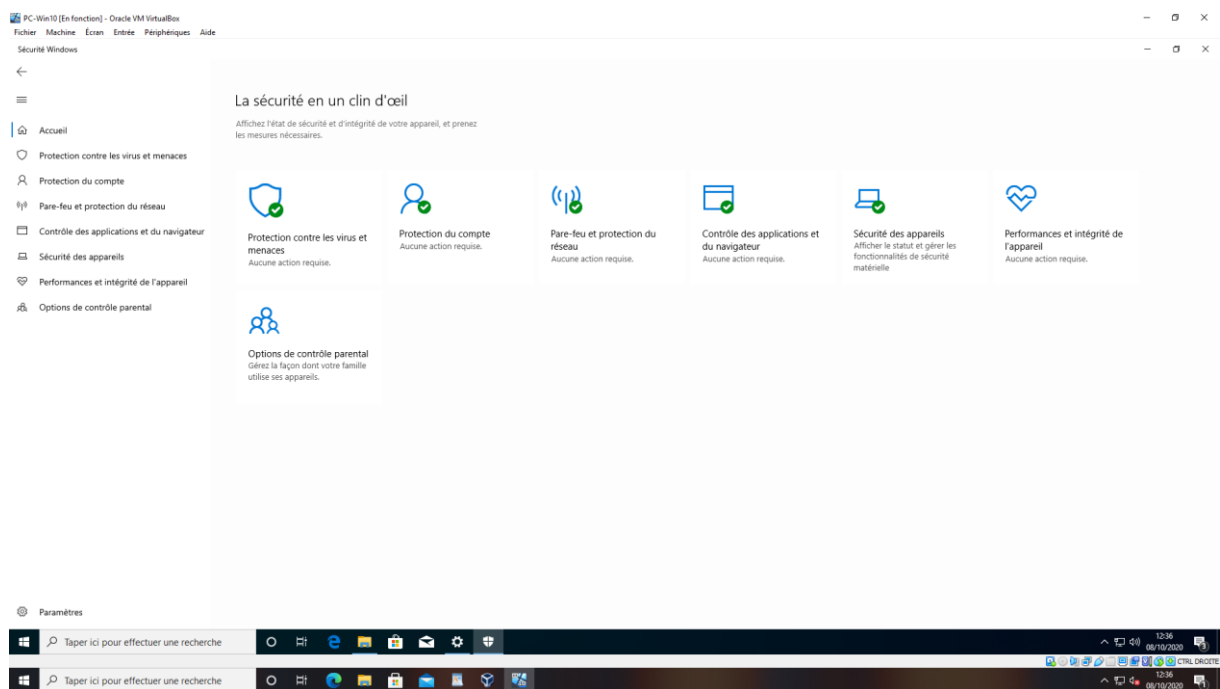 PC-Win10 [En fonction] - Oracle VM VirtualBox
Fichier Machine Écran Entrée Périphériques Aide
Sécurité Windows
Accueil
Protection contre les virus et menaces
Protection du compte
Pare-feu et protection du réseau
Contrôle des applications et du navigateur
Sécurité des appareils
Performances et intégrité de l'appareil
Options de contrôle parental
Paramètres
La sécurité en un clin d'œil
Affichez l'état de sécurité et d'intégrité de votre appareil, et prenez
les mesures nécessaires.
Protection contre les virus et
menaces
Aucune action requise.
Protection du compte
Aucune action requise.
Pare-feu et protection du
réseau
Aucune action requise.
Contrôle des applications et
du navigateur
Aucune action requise.
Sécurité des appareils
Afficher le statut et gérer les
fonctionnalités de sécurité
matérielle
Performances et intégrité de
l'appareil
Aucune action requise.
Options de contrôle parental
Gérez la façon dont votre famille
utilise ses appareils.
Taper ici pour effectuer une recherche
12:36
08/10/2020
3
CTRL DROITE
Taper ici pour effectuer une recherche
12:36
08/10/2020